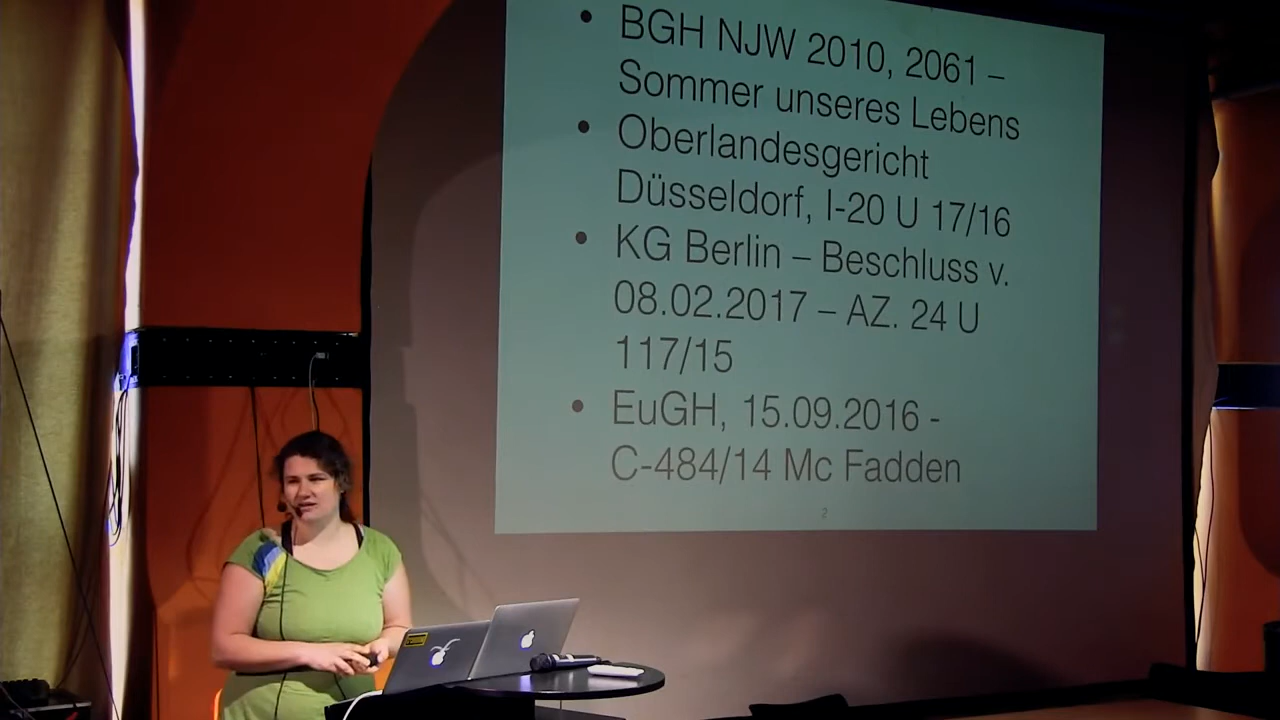 • BGH NJW 2010, 2061 –
Sommer unseres Lebens
• Oberlandesgericht
Düsseldorf, I-20 U 17/16
• KG Berlin – Beschluss v.
08.02.2017 – AZ. 24 U
117/15
• EuGH, 15.09.2016 -
C-484/14 Mc Fadden
2